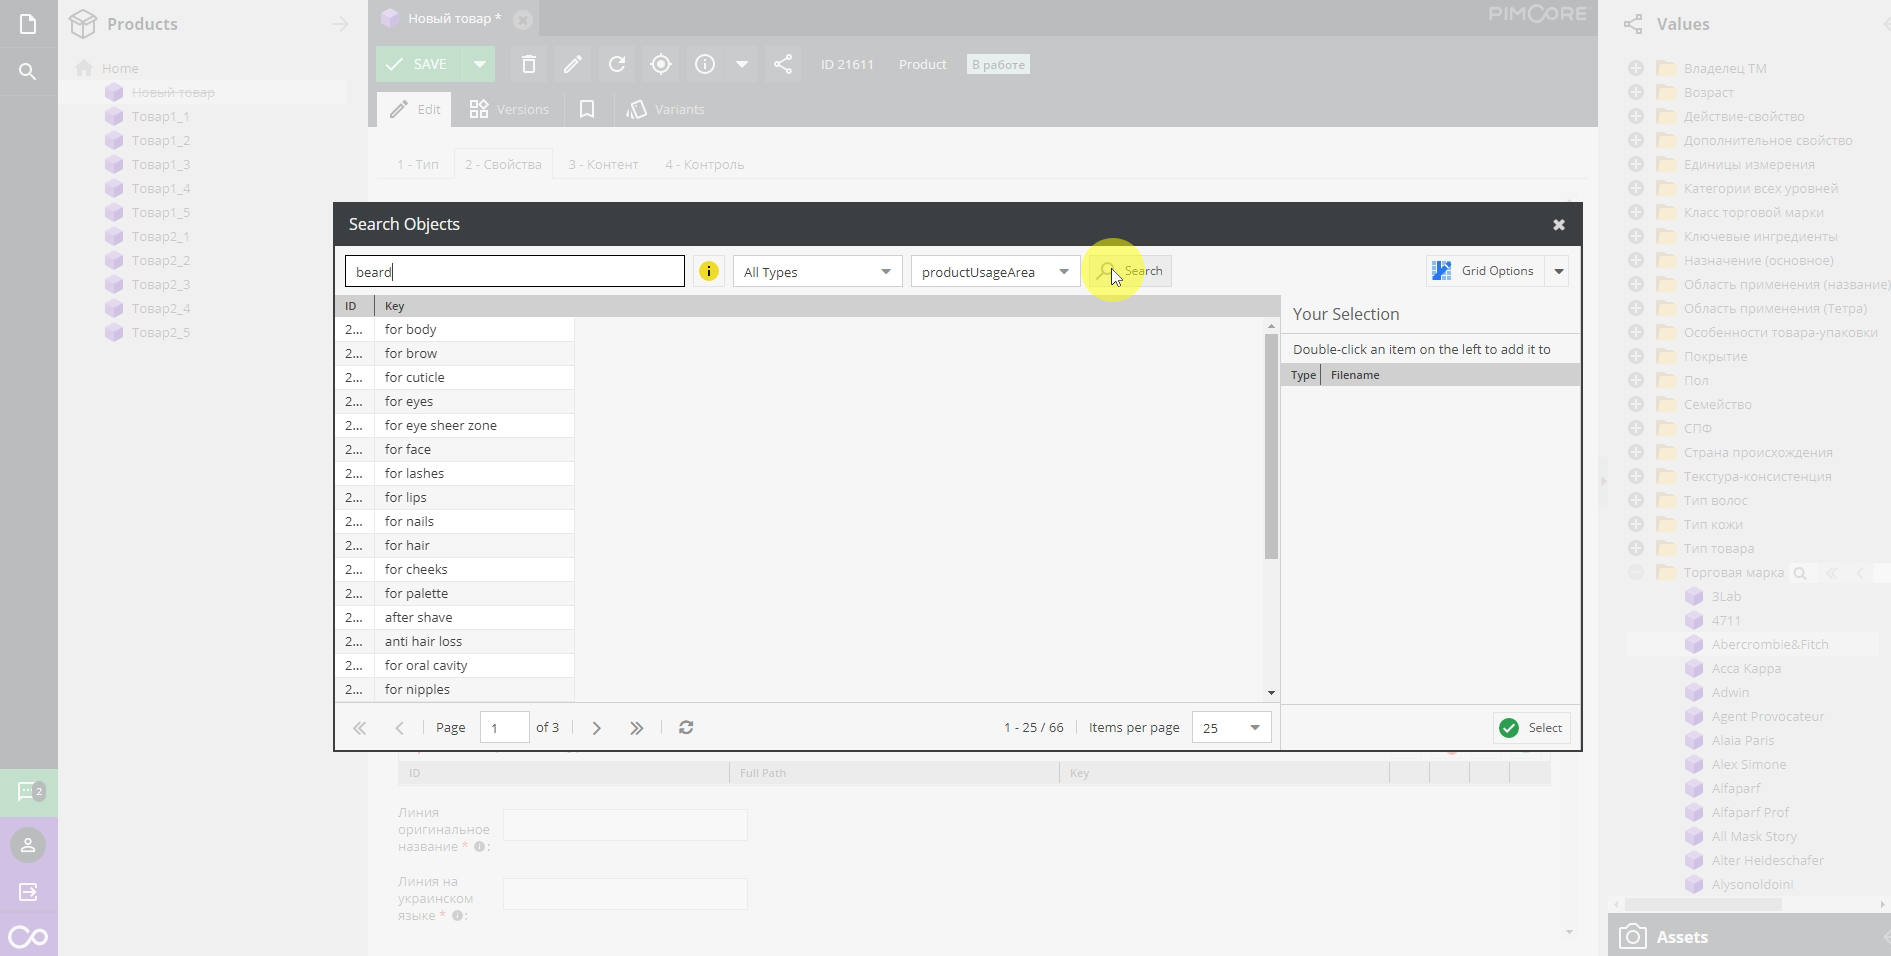 Products
Home
Новый товар
Товар1_1
Товар1_2
Товар1_3
Товар1_4
Товар1_5
Товар2_1
Товар2_2
Товар2_3
Товар2_4
Товар2_5
2
Новый товар *
PIMCORE
SAVE
ID 21611
Product
В работе
Edit
Versions
Variants
1 - Тип
2 - Свойства
3 - Контент
4 - Контроль
Search Objects
beard
All Types
productUsageArea
Search
Grid Options
ID Key
2... for body
2... for brow
2... for cuticle
2... for eyes
2... for eye sheer zone
2... for face
2... for lashes
2... for lips
2... for nails
2... for hair
2... for cheeks
2... for palette
2... after shave
2... anti hair loss
2... for oral cavity
2... for nipples
Your Selection
Double-click an item on the left to add it to
Type Filename
Page 1 of 3
1 - 25 / 66
Items per page 25
Select
ID Full Path Key
Линия
оригинальное
название * :
Линия на
украинском
языке * :
Values
Владелец ТМ
Возраст
Действие-свойство
Дополнительное свойство
Единицы измерения
Категории всех уровней
Класс торговой марки
Ключевые ингредиенты
Назначение (основное)
Область применения (название)
Область применения (Тетра)
Особенности товара-упаковки
Покрытие
Пол
Семейство
СПФ
Страна происхождения
Текстура-консистенция
Тип волос
Тип кожи
Тип товара
Торговая марка
3Lab
4711
Abercrombie&Fitch
Acca Kappa
Adwin
Agent Provocateur
Alaia Paris
Alex Simone
Alfaparf
Alfaparf Prof
All Mask Story
Alter Heideschafer
Alysonoldoini
Assets